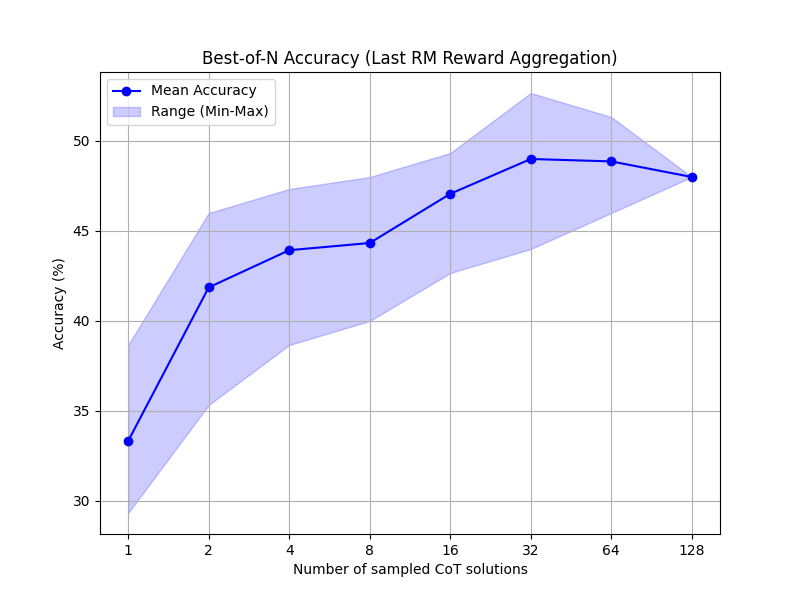 Best-of-N Accuracy (Last RM Reward Aggregation)
Mean Accuracy
Range (Min-Max)
Accuracy (%)
50
45
40
35
30
1 2 4 8 16 32 64 128
Number of sampled CoT solutions